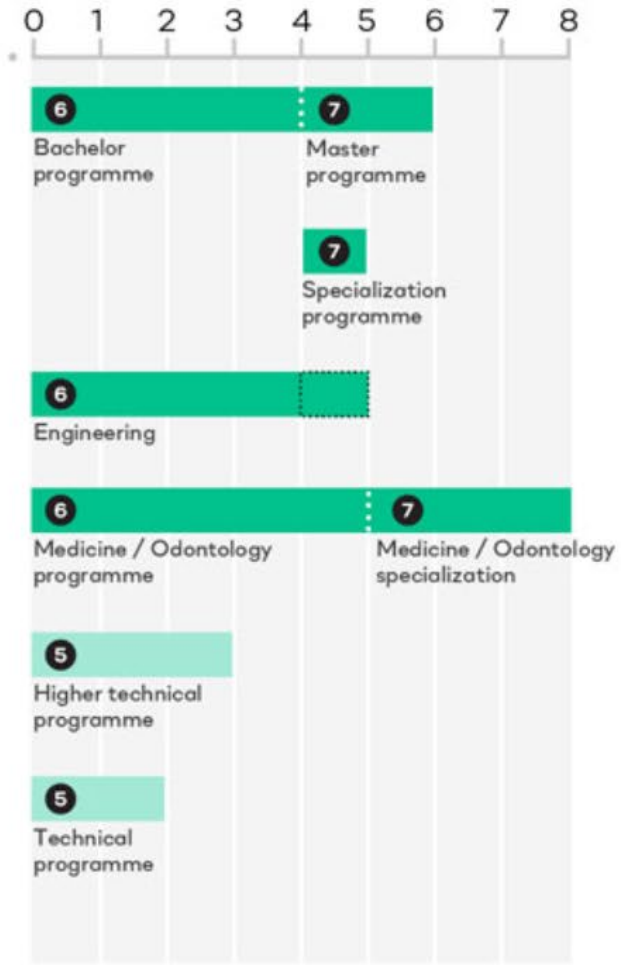 0 1 2 3 4 5 6 7 8
6 7
Bachelor Master
programme programme
7
Specialization
programme
6
Engineering
6 7
Medicine / Odontology Medicine / Odontology
programme specialization
5
Higher technical
programme
5
Technical
programme